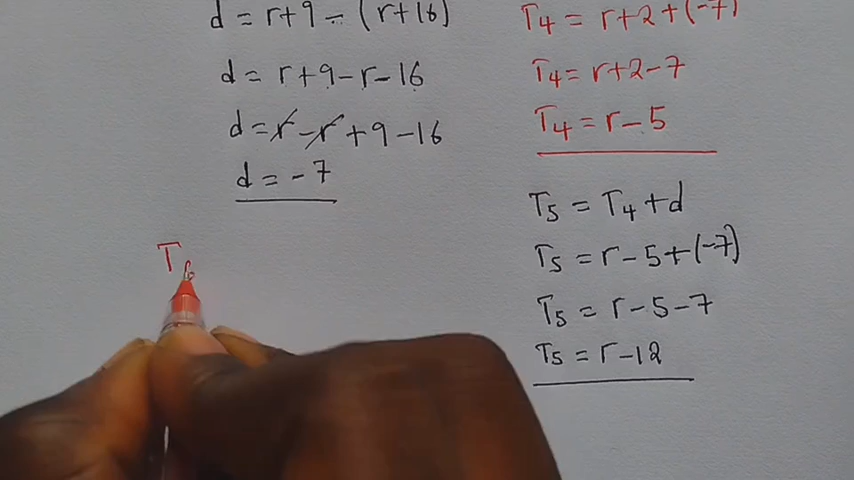 d = r+9 - (r+16)
d = r+9-r-16
d = r - r + 9 - 16
d = -7
T6
T4 = r+2+(-7)
T4 = r+2-7
T4 = r-5
T5 = T4 + d
T5 = r-5+(-7)
T5 = r-5-7
T5 = r-12